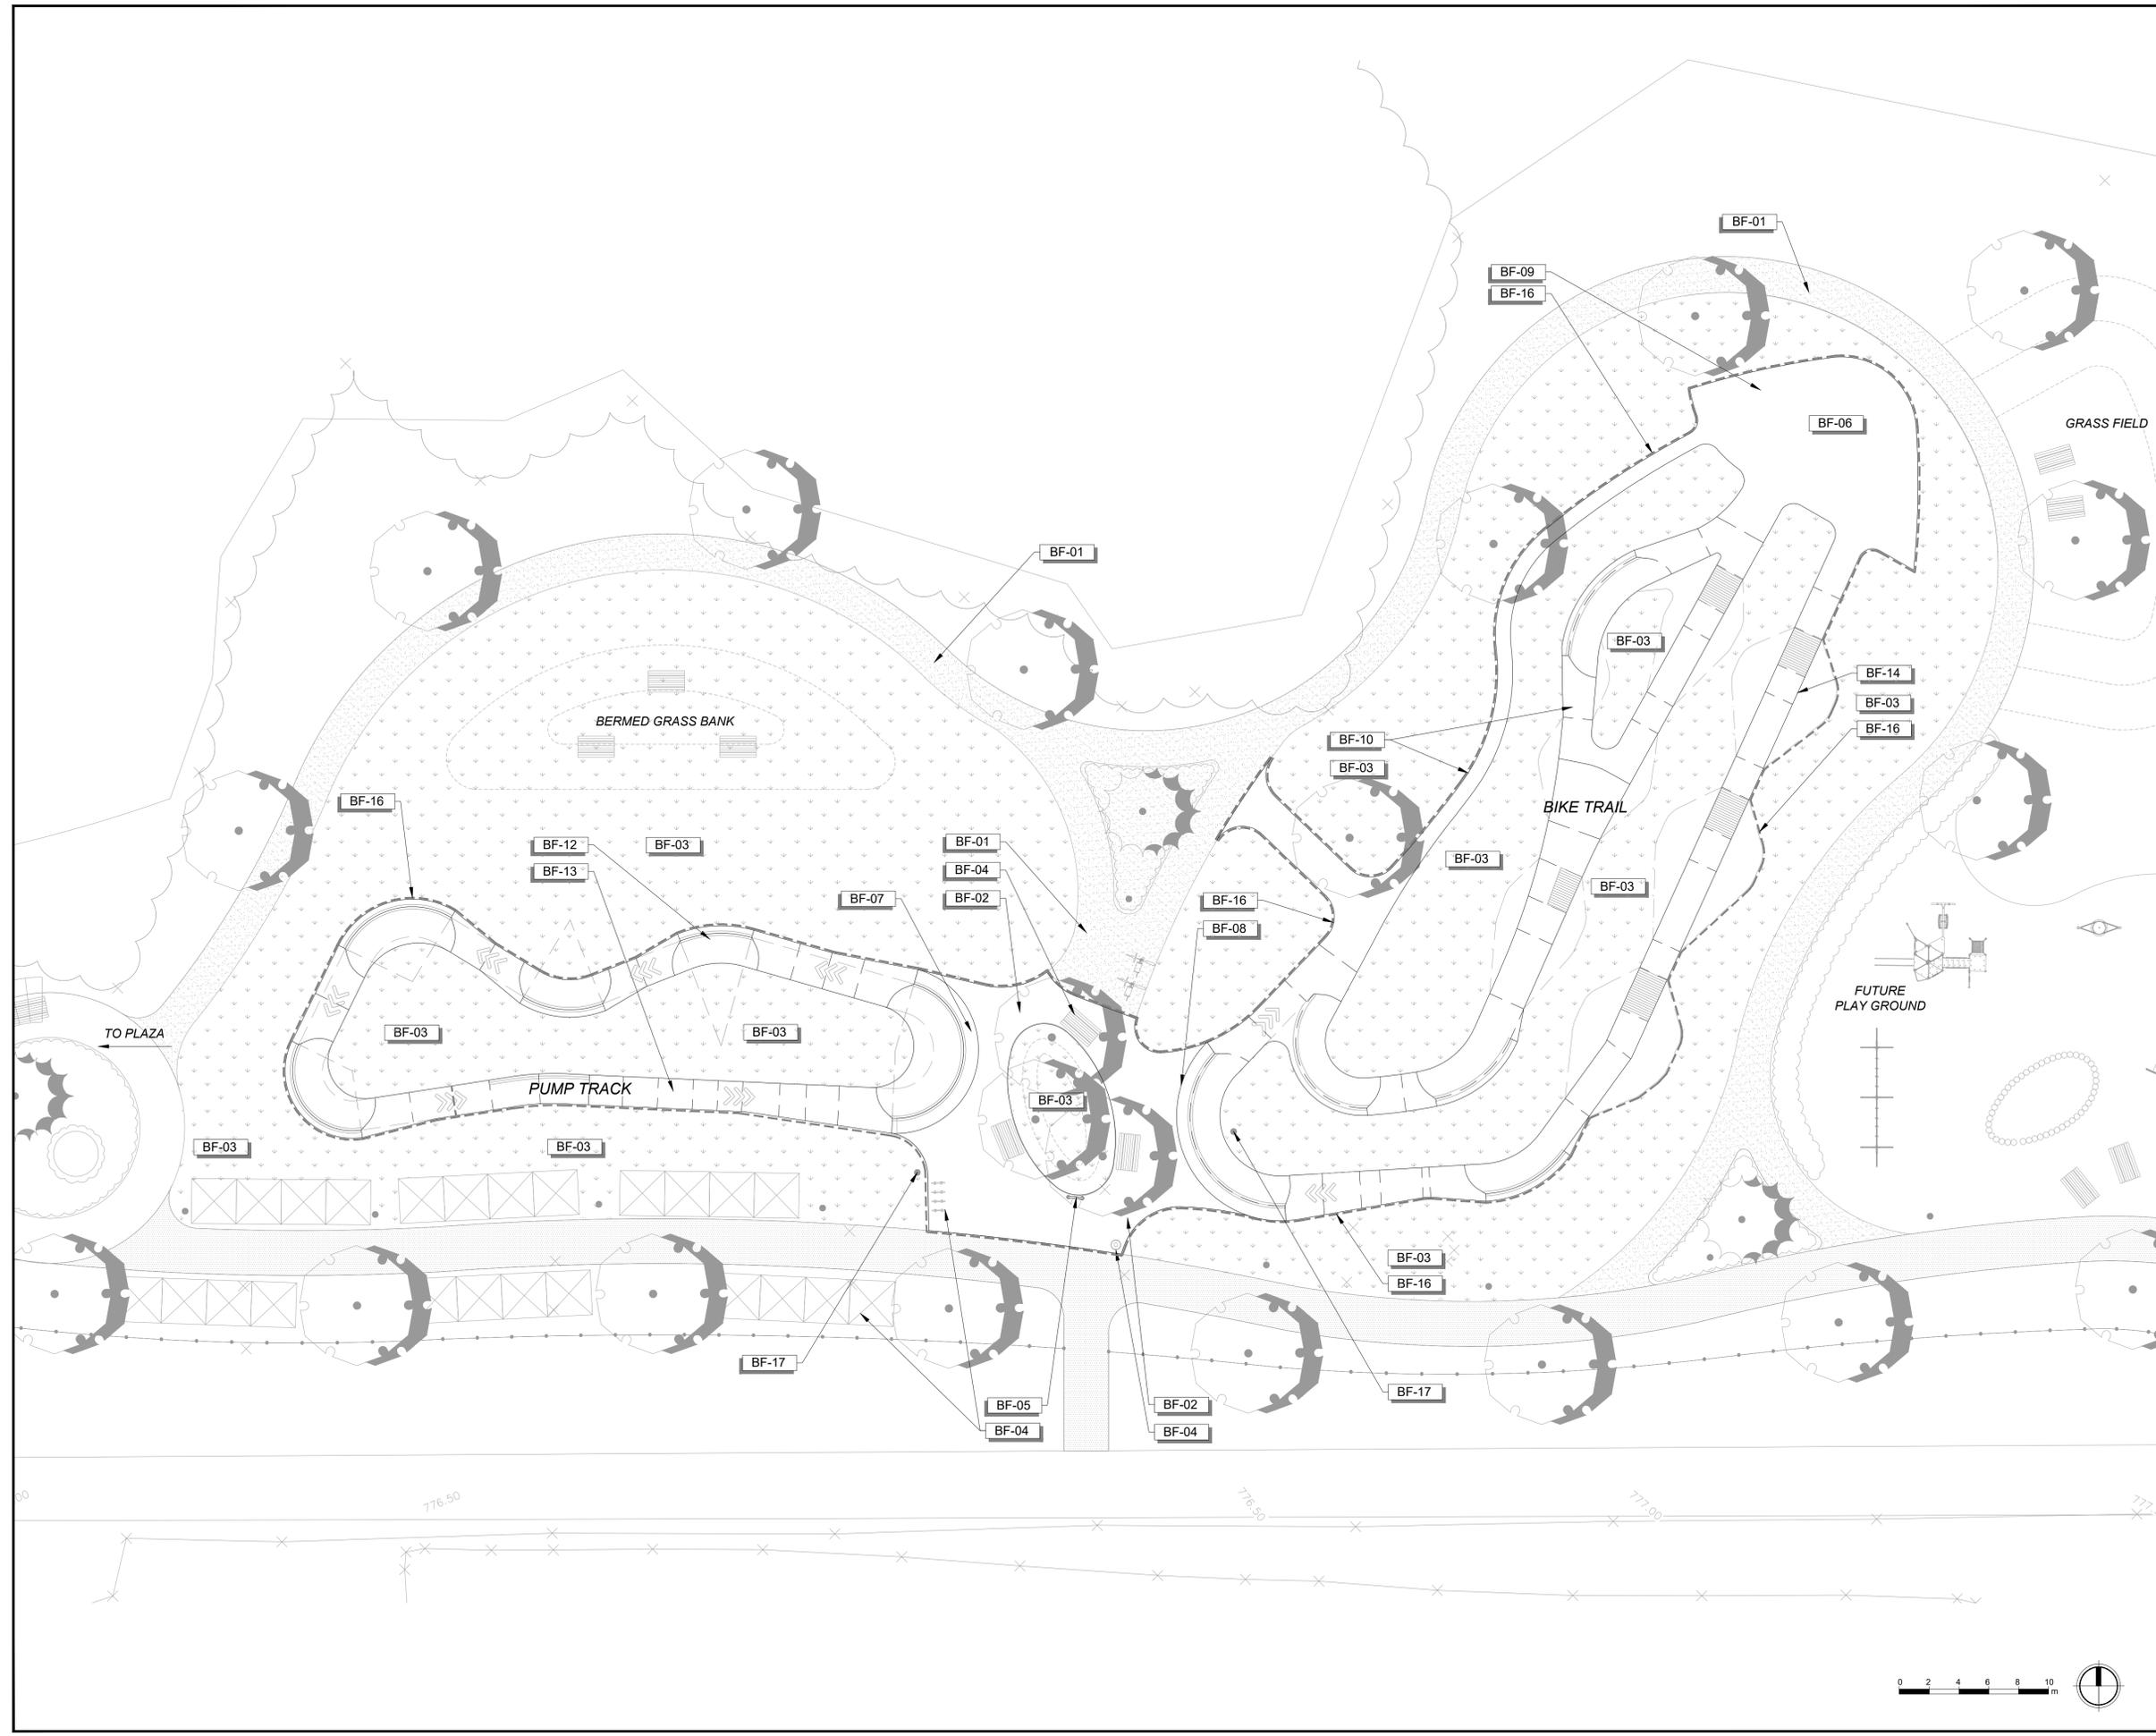 BF-01
BF-09
BF-16
BF-06
GRASS FIELD
BF-01
BF-03
BF-14
BF-03
BF-16
BERMED GRASS BANK
BF-10
BF-03
BIKE TRAIL
BF-16
BF-12
BF-03
BF-13
BF-01
BF-04
BF-02
BF-07
BF-03
BF-03
BF-16
BF-08
FUTURE
PLAY GROUND
TO PLAZA
BF-03
BF-03
PUMP TRACK
BF-03
BF-03
BF-03
BF-03
BF-16
BF-17
BF-05
BF-04
BF-02
BF-04
BF-17
00
776.50
776.50
777.00
777.
0 2 4 6 8 10
m